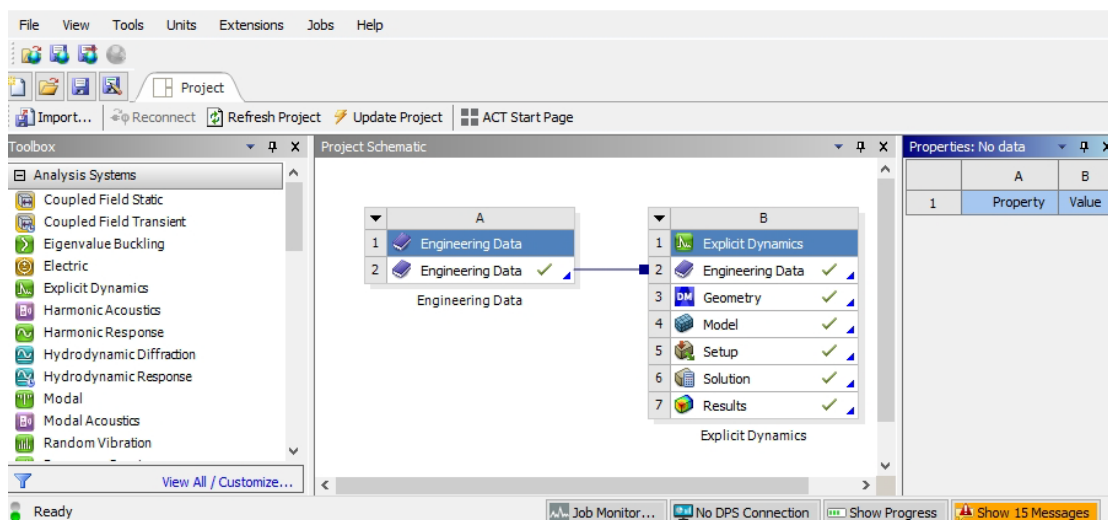 File View Tools Units Extensions Jobs Help
Project
Import... Reconnect Refresh Project Update Project ACT Start Page
Toolbox
Analysis Systems
Coupled Field Static
Coupled Field Transient
Eigenvalue Buckling
Electric
Explicit Dynamics
Harmonic Acoustics
Harmonic Response
Hydrodynamic Diffraction
Hydrodynamic Response
Modal
Modal Acoustics
Random Vibration
View All / Customize...
Project Schematic
A
1 Engineering Data
2 Engineering Data
Engineering Data
B
1 Explicit Dynamics
2 Engineering Data
3 DM Geometry
4 Model
5 Setup
6 Solution
7 Results
Explicit Dynamics
Properties: No data
A B
1 Property Value
Ready
Job Monitor... No DPS Connection Show Progress Show 15 Messages